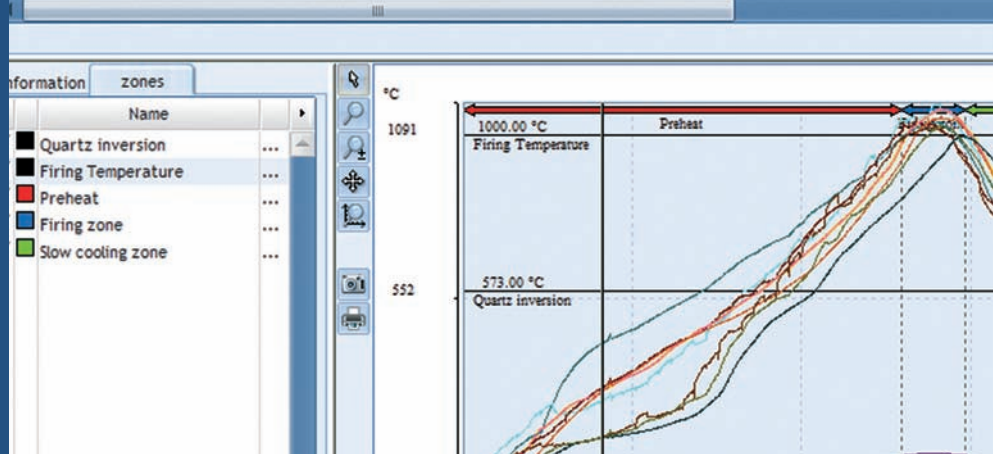 nformation zones
Name
Quartz inversion ...
Firing Temperature ...
Preheat ...
Firing zone ...
Slow cooling zone ...
°C
1091
552
1000.00 °C
Preheat
Firing Temperature
573.00 °C
Quartz inversion